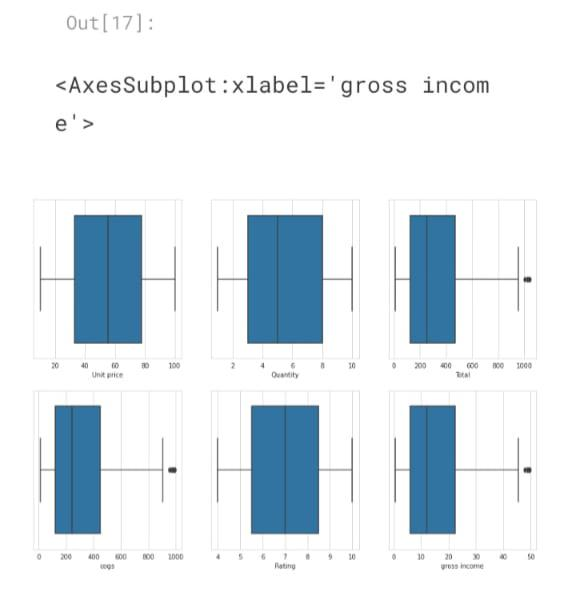 Out[17]:
<AxesSubplot:xlabel='gross incom
e'>
20 40 60 80 100
Unit price
2 4 6 8 10
Quantity
0 200 400 600 800 1000
Total
0 200 400 600 800 1000
cogs
4 5 6 7 8 9 10
Rating
0 10 20 30 40 50
gross income